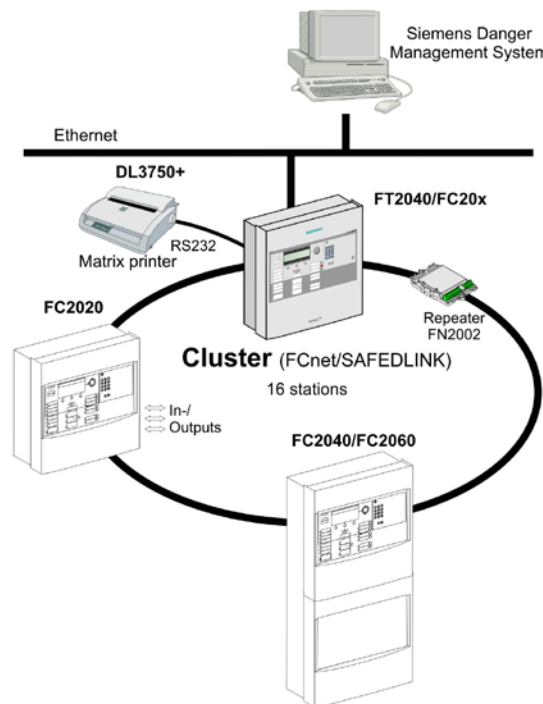 Siemens Danger
Management System
Ethernet
DL3750+
FT2040/FC20x
RS232
Matrix printer
FC2020
Repeater
FN2002
Cluster (FCnet/SAFEDLINK)
16 stations
In-/
Outputs
FC2040/FC2060